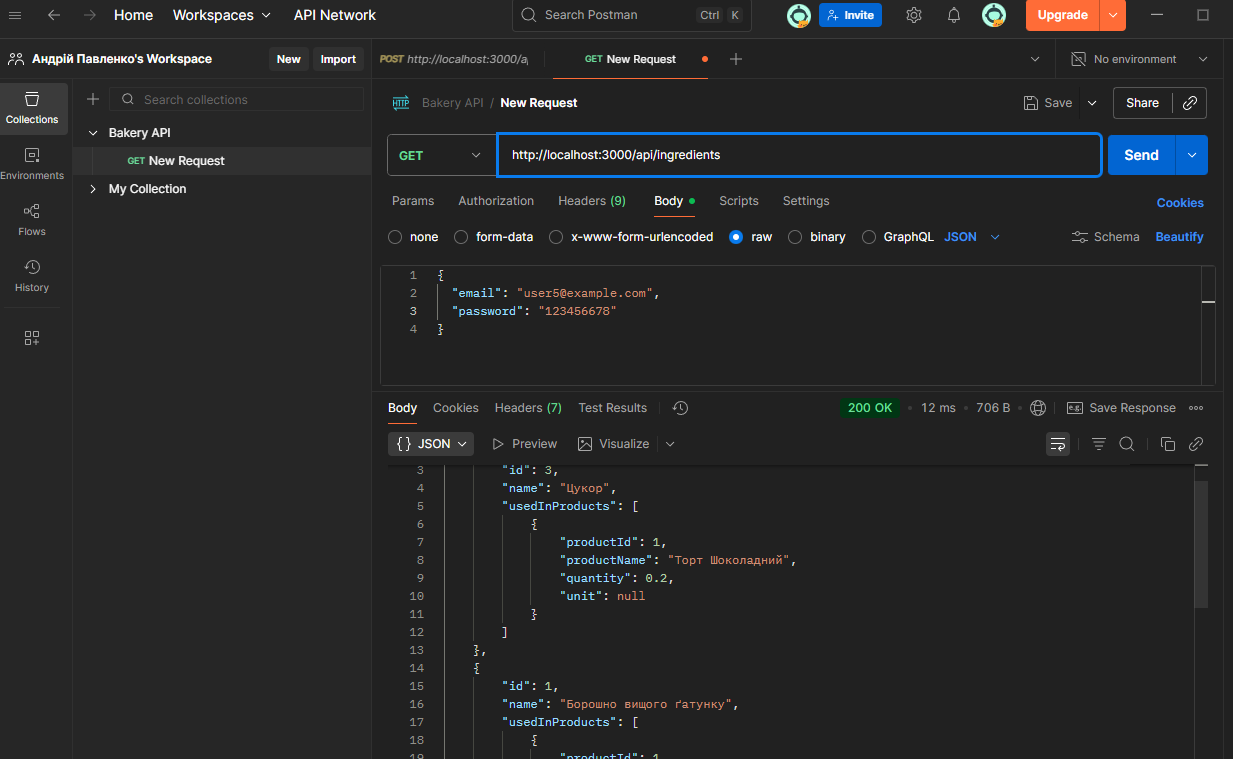 Home Workspaces API Network Search Postman Ctrl K Invite Upgrade
Андрій Павленко's Workspace New Import POST http://localhost:3000/a GET New Request No environment
Collections
Environments
Flows
History
Search collections
Bakery API
GET New Request
My Collection
HTTP Bakery API / New Request Save Share
GET http://localhost:3000/api/ingredients Send
Params Authorization Headers (9) Body Scripts Settings Cookies
none form-data x-www-form-urlencoded raw binary GraphQL JSON Schema Beautify
1 {
2 "email": "user5@example.com",
3 "password": "123456678"
4 }
Body Cookies Headers (7) Test Results 200 OK 12 ms 706 B e.g. Save Response
{} JSON Preview Visualize
3 "id": 3,
4 "name": "Цукор",
5 "usedInProducts": [
6 {
7 "productId": 1,
8 "productName": "Торт Шоколадний",
9 "quantity": 0.2,
10 "unit": null
11 }
12 ]
13 },
14 {
15 "id": 1,
16 "name": "Борошно вищого ґатунку",
17 "usedInProducts": [
18 {
19 "productId": 1